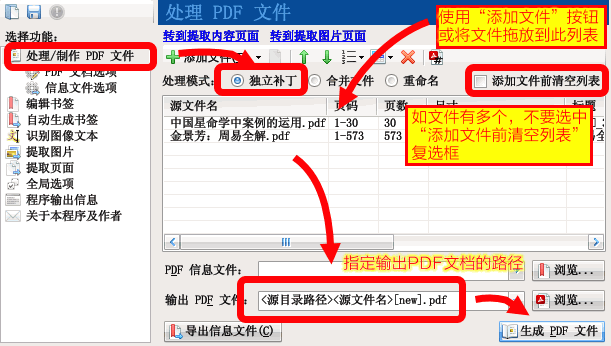 选择功能:
处理/制作 PDF 文件
PDF 文档选项
信息文件选项
编辑书签
自动生成书签
识别图像文本
提取图片
提取页面
全局选项
程序输出信息
关于本程序及作者
处理 PDF 文件
使用“添加文件”按钮
或将文件拖放到此列表
转到提取内容页面 转到提取图片页面
添加文件
处理模式: 独立补丁 合并文件 重命名 添加文件前清空列表
源文件名 页码 页数 尺寸 标题
中国星命学中案例的运用.pdf 1-30 30
金景芳：周易全解.pdf 1-573 573
如文件有多个，不要选中
“添加文件前清空列表”
复选框
指定输出PDF文档的路径
PDF 信息文件: 浏览...
输出 PDF 文件: <源目录路径><源文件名>[new].pdf 浏览...
导出信息文件(C) 生成 PDF 文件